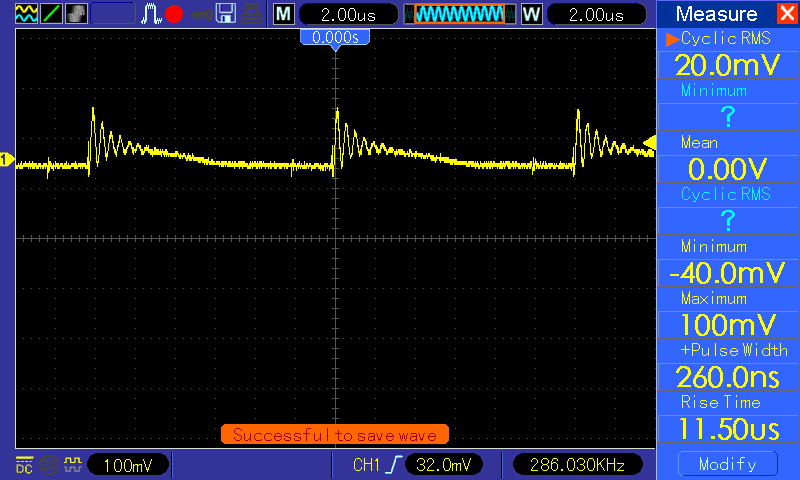 M 2.00us W 2.00us
Measure
0.000s
Cyclic RMS
20.0mV
Minimum
?
Mean
0.00V
Cyclic RMS
?
Minimum
-40.0mV
Maximum
100mV
+Pulse Width
260.0ns
Rise Time
11.50us
Modify
1
Successful to save wave
DC 100mV CH1 32.0mV 286.030KHz